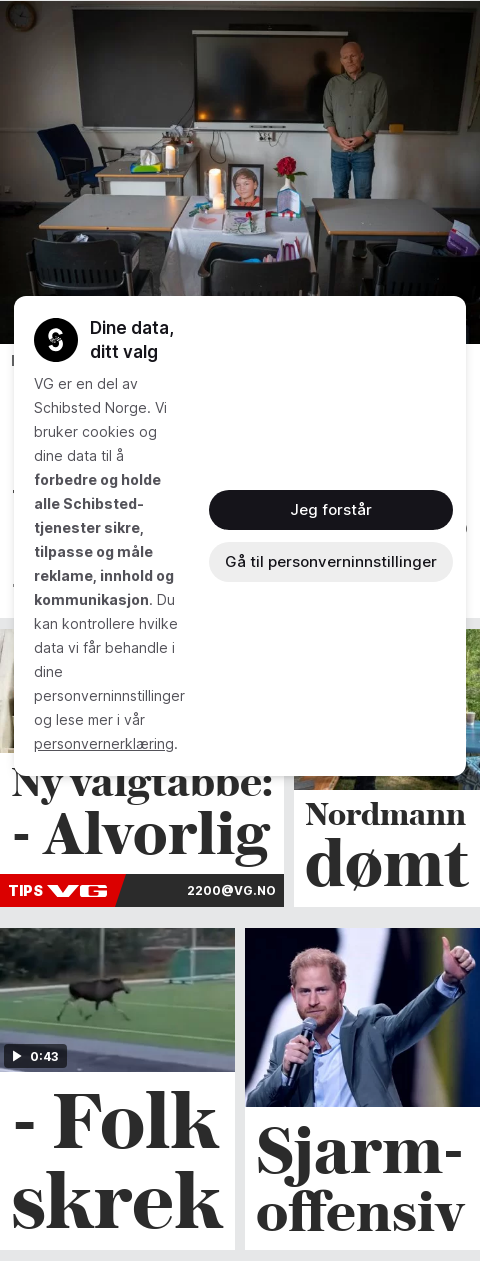 Dine data,
ditt valg
VG er en del av
Schibsted Norge. Vi
bruker cookies og
dine data til å
forbedre og holde
alle Schibsted-
tjenester sikre,
tilpasse og måle
reklame, innhold og
kommunikasjon. Du
kan kontrollere hvilke
data vi får behandle i
dine
personverninnstillinger
og lese mer i vår
personvernerklæring.
Jeg forstår
Gå til personverninnstillinger
Ny valgtabbe:
- Alvorlig
TIPS VG 2200@VG.NO
Nordmann
dømt
0:43
- Folk
skrek
Sjarm-
offensiv